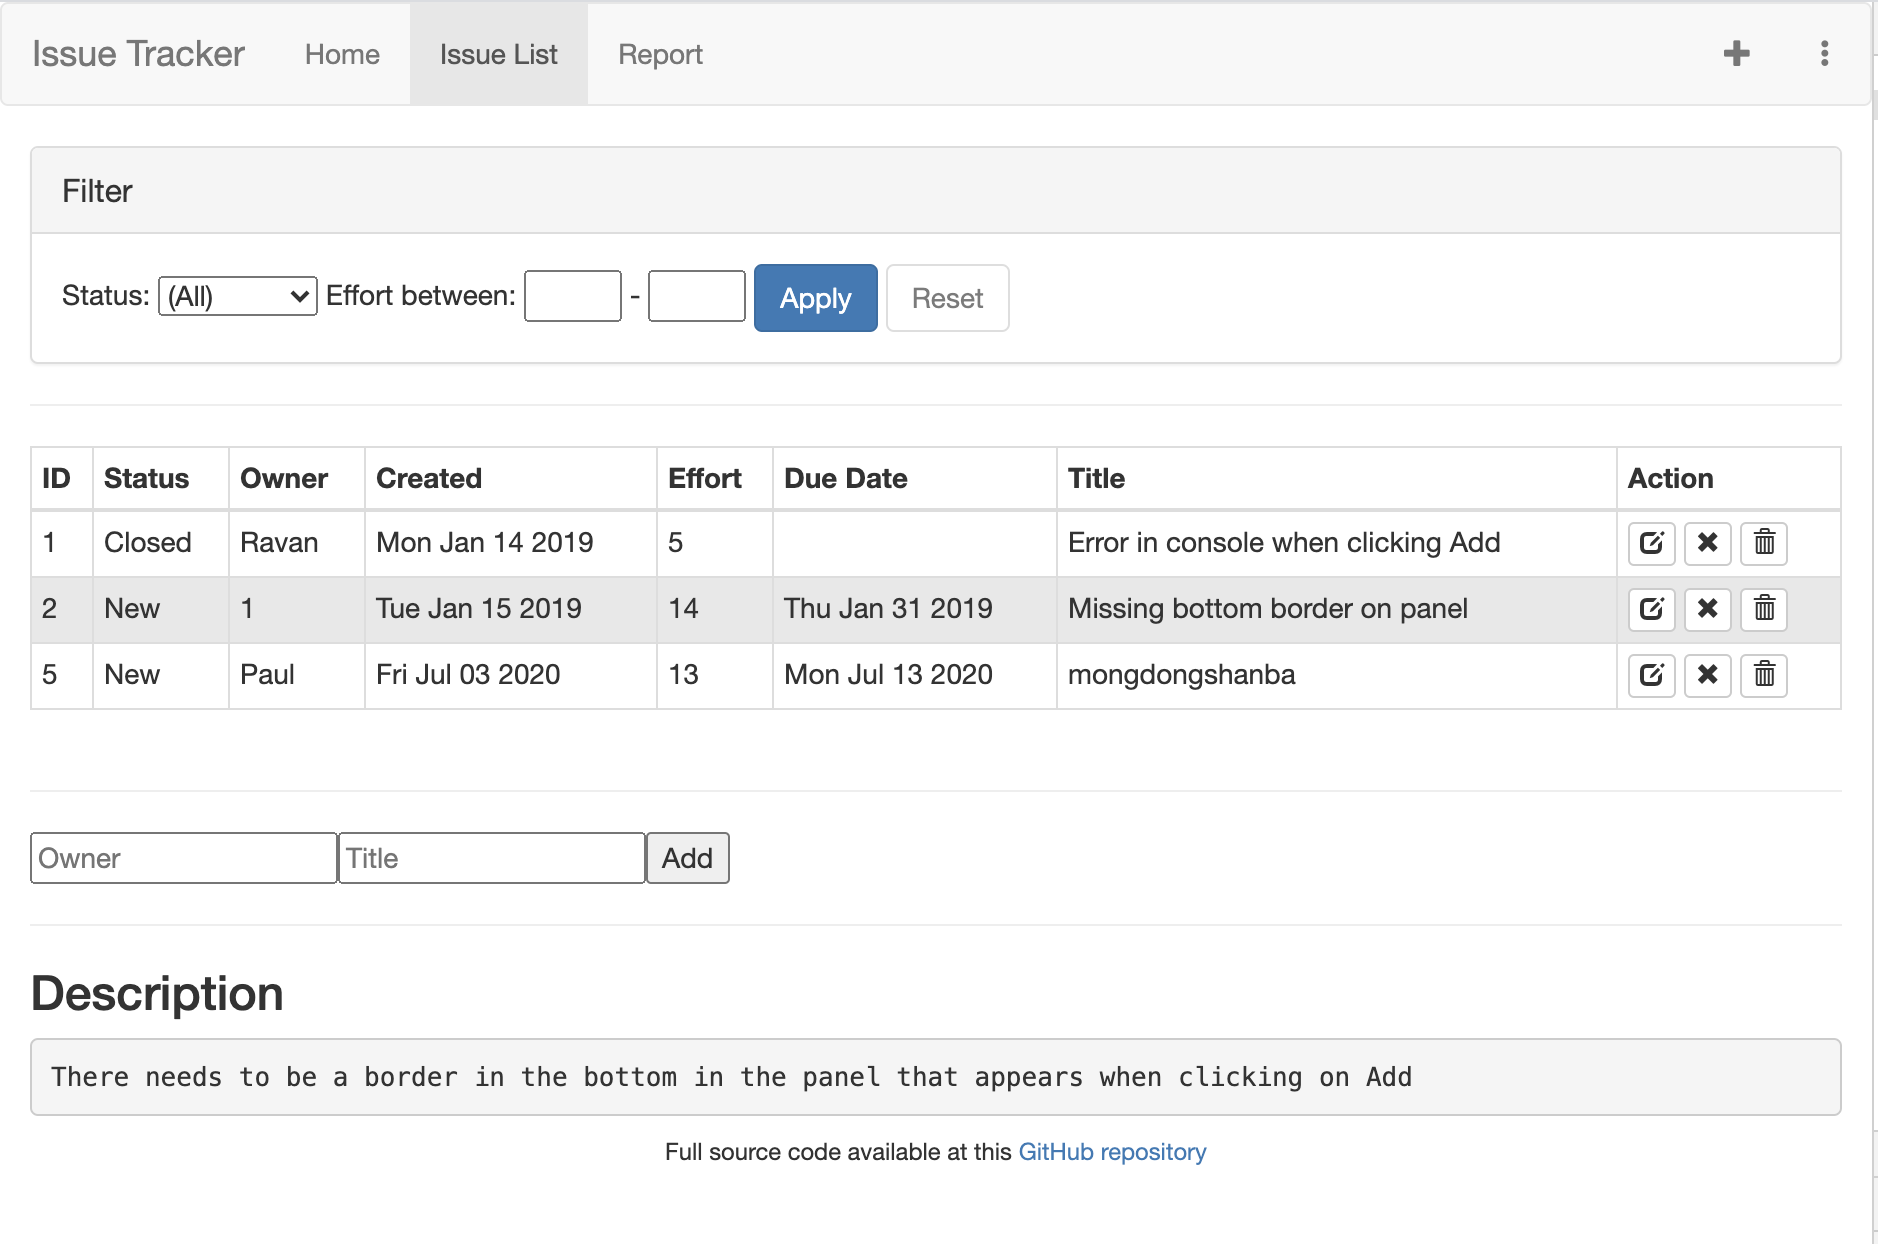 Issue Tracker Home Issue List Report
Filter
Status: (All) Effort between: - Apply Reset
ID Status Owner Created Effort Due Date Title Action
1 Closed Ravan Mon Jan 14 2019 5 Error in console when clicking Add
2 New 1 Tue Jan 15 2019 14 Thu Jan 31 2019 Missing bottom border on panel
5 New Paul Fri Jul 03 2020 13 Mon Jul 13 2020 mongdongshanba
Owner Title Add
Description
There needs to be a border in the bottom in the panel that appears when clicking on Add
Full source code available at this GitHub repository